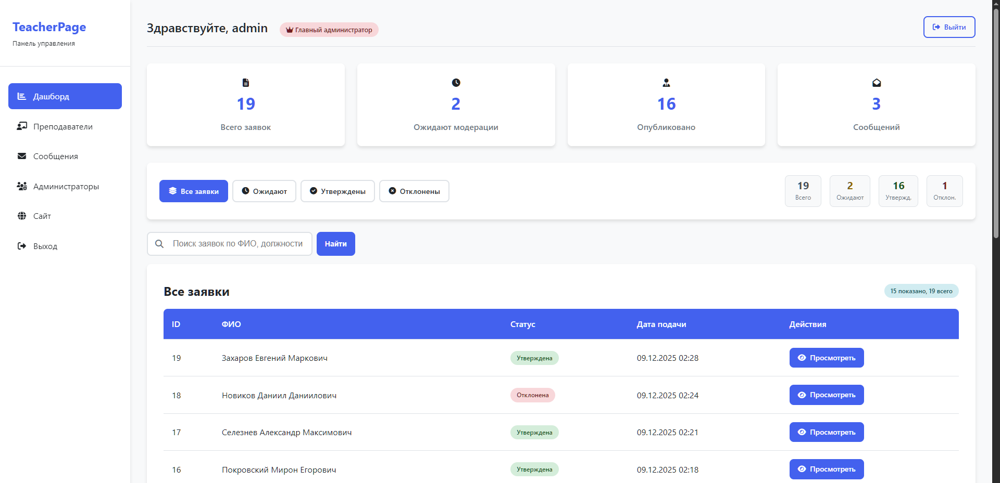 TeacherPage
Панель управления
Дашборд
Преподаватели
Сообщения
Администраторы
Сайт
Выход
Здравствуйте, admin
Главный администратор
Выйти
19
Всего заявок
2
Ожидают модерации
16
Опубликовано
3
Сообщений
Все заявки
Ожидают
Утверждены
Отклонены
19
Всего
2
Ожидают
16
Утвержд.
1
Отклон.
Поиск заявок по ФИО, должности
Найти
Все заявки
15 показано, 19 всего
ID ФИО Статус Дата подачи Действия
19 Захаров Евгений Маркович Утверждена 09.12.2025 02:28 Просмотреть
18 Новиков Даниил Даниилович Отклонена 09.12.2025 02:24 Просмотреть
17 Селезнев Александр Максимович Утверждена 09.12.2025 02:21 Просмотреть
16 Покровский Мирон Егорович Утверждена 09.12.2025 02:18 Просмотреть